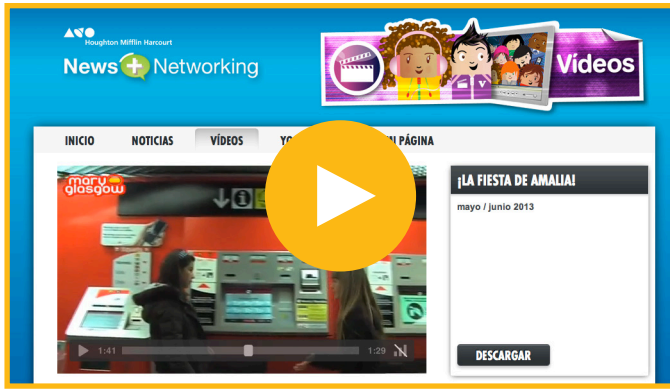 Houghton Mifflin Harcourt
News + Networking
Vídeos
INICIO NOTICIAS VÍDEOS MI PÁGINA
mary glasgow
¡LA FIESTA DE AMALIA!
mayo / junio 2013
1:41 1:29
DESCARGAR